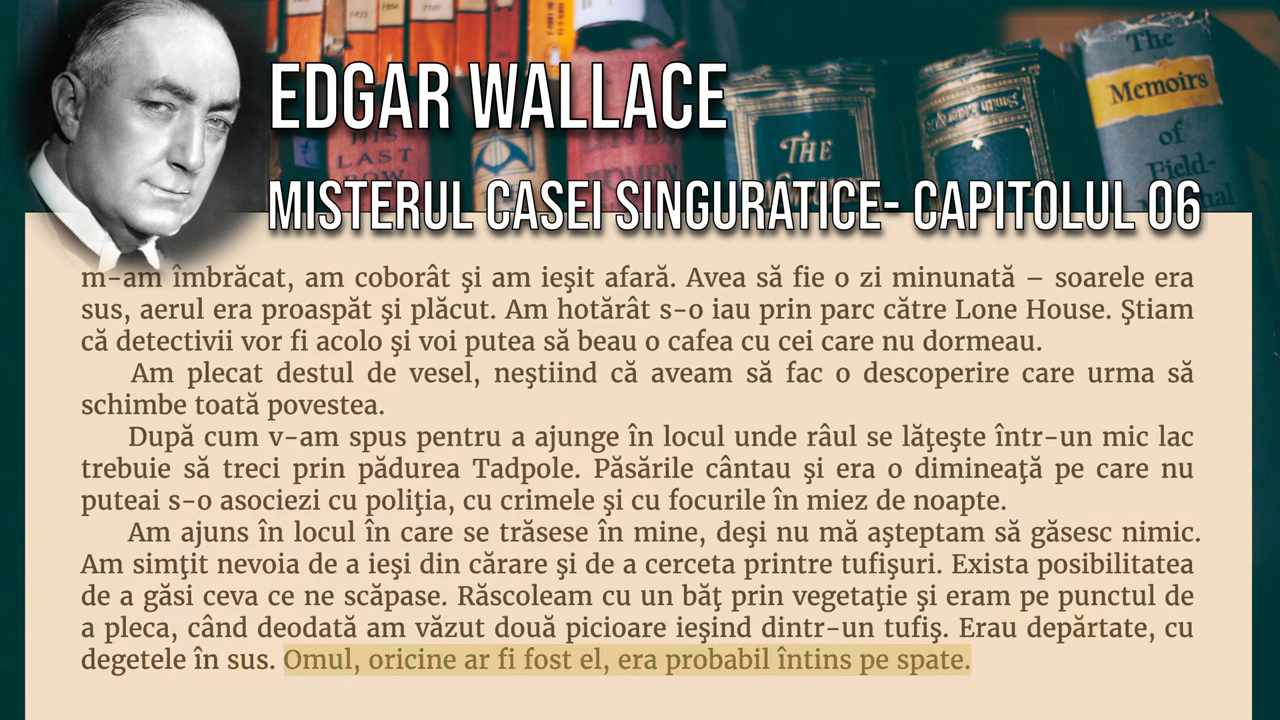 EDGAR WALLACE
MISTERUL CASEI SINGURATICE- CAPITOLUL 06
HIS
LAST
BOW
WOMEN
THE
The
Memoirs
of
Field-
m-am îmbrăcat, am coborât şi am ieşit afară. Avea să fie o zi minunată – soarele era
sus, aerul era proaspăt şi plăcut. Am hotărât s-o iau prin parc către Lone House. Ştiam
că detectivii vor fi acolo şi voi putea să beau o cafea cu cei care nu dormeau.
Am plecat destul de vesel, neştiind că aveam să fac o descoperire care urma să
schimbe toată povestea.
După cum v-am spus pentru a ajunge în locul unde râul se lăţeşte într-un mic lac
trebuie să treci prin pădurea Tadpole. Păsările cântau şi era o dimineaţă pe care nu
puteai s-o asociezi cu poliţia, cu crimele şi cu focurile în miez de noapte.
Am ajuns în locul în care se trăsese în mine, deşi nu mă aşteptam să găsesc nimic.
Am simţit nevoia de a ieşi din cărare şi de a cerceta printre tufişuri. Exista posibilitatea
de a găsi ceva ce ne scăpase. Răscoleam cu un băţ prin vegetaţie şi eram pe punctul de
a pleca, când deodată am văzut două picioare ieşind dintr-un tufiş. Erau depărtate, cu
degetele în sus. Omul, oricine ar fi fost el, era probabil întins pe spate.